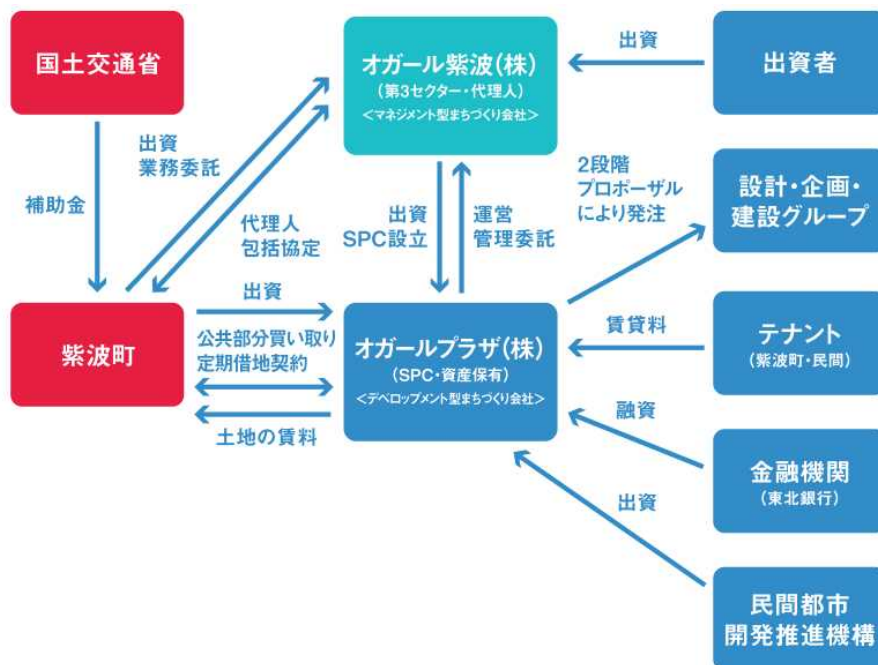 国土交通省
オガール紫波(株)
(第3セクター・代理人)
<マネジメント型まちづくり会社>
出資
出資者
出資
業務委託
補助金
代理人
包括協定
出資
SPC設立
運営
管理委託
2段階
プロポーザル
により発注
設計・企画・
建設グループ
紫波町
出資
公共部分買い取り
定期借地契約
土地の賃料
オガールプラザ(株)
(SPC・資産保有)
<デベロップメント型まちづくり会社>
賃貸料
テナント
(紫波町・民間)
融資
金融機関
(東北銀行)
出資
民間都市
開発推進機構